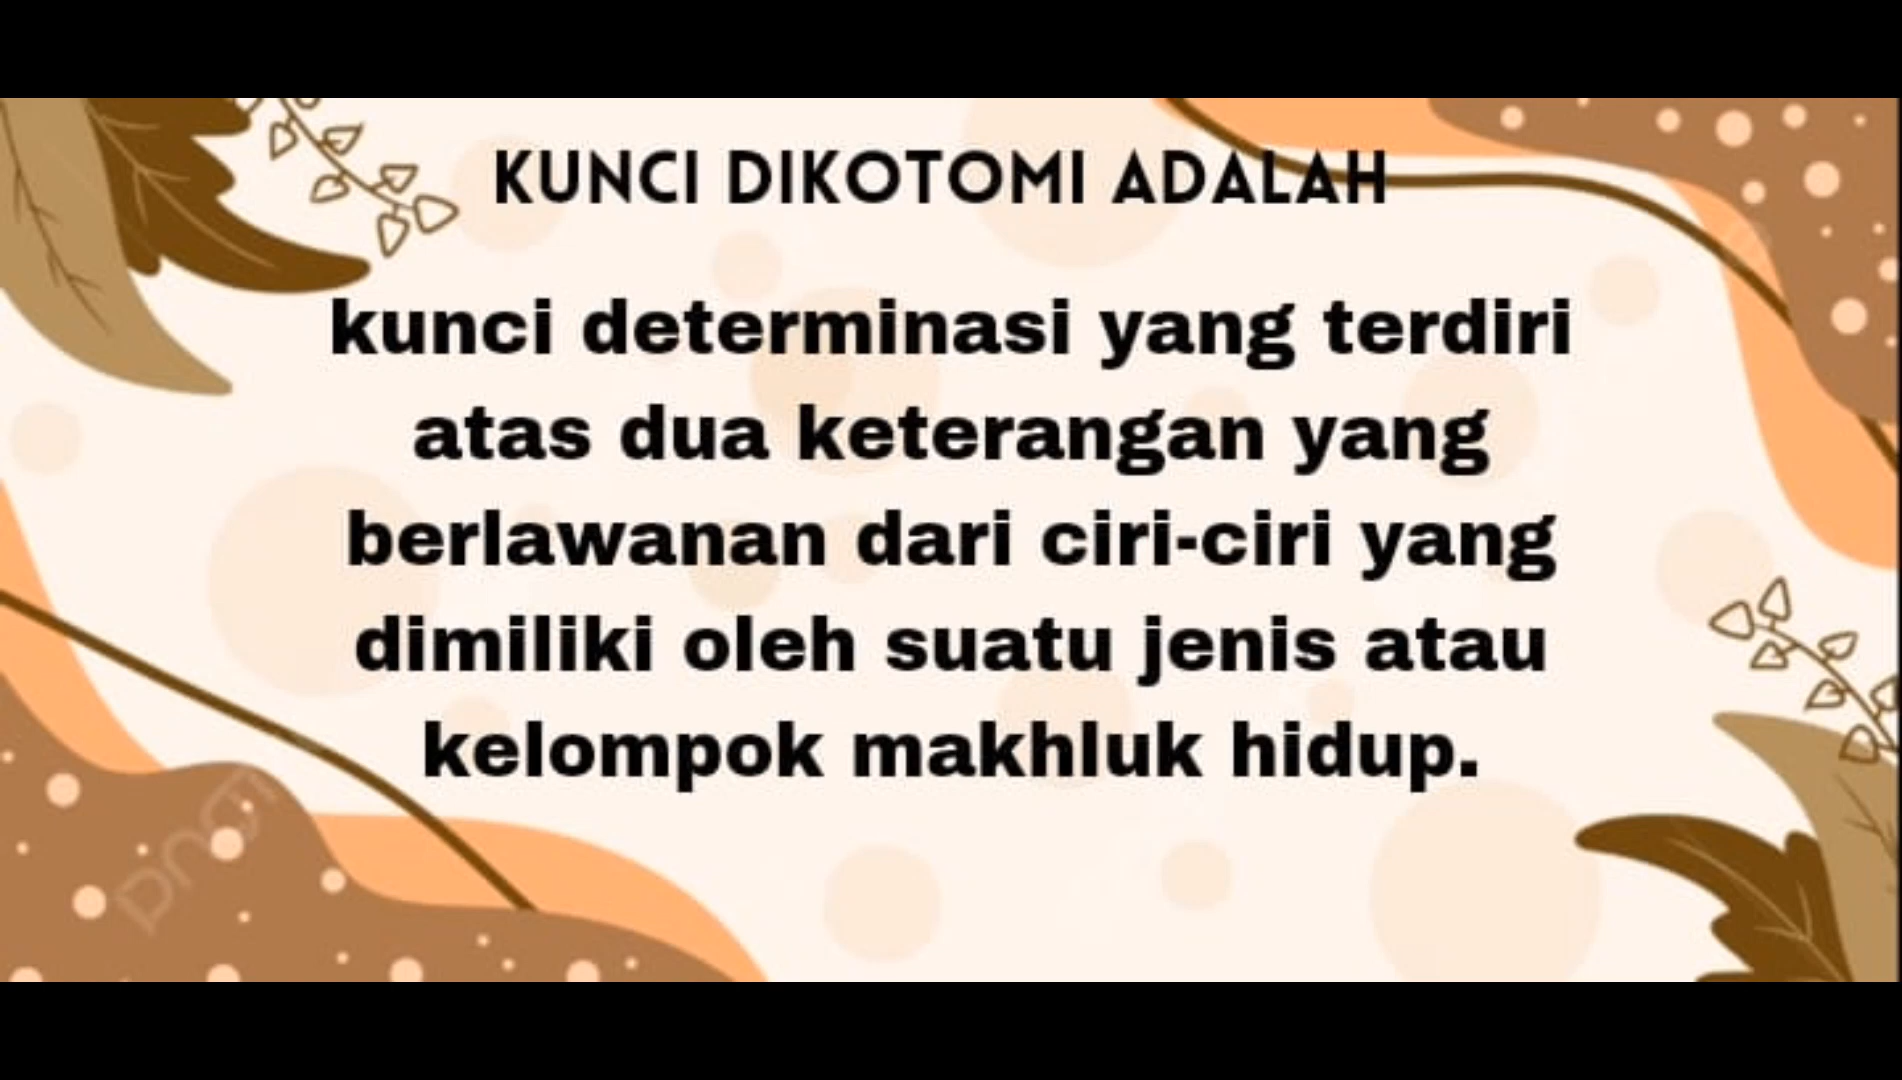 KUNCI DIKOTOMI ADALAH
kunci determinasi yang terdiri
atas dua keterangan yang
berlawanan dari ciri-ciri yang
dimiliki oleh suatu jenis atau
kelompok makhluk hidup.